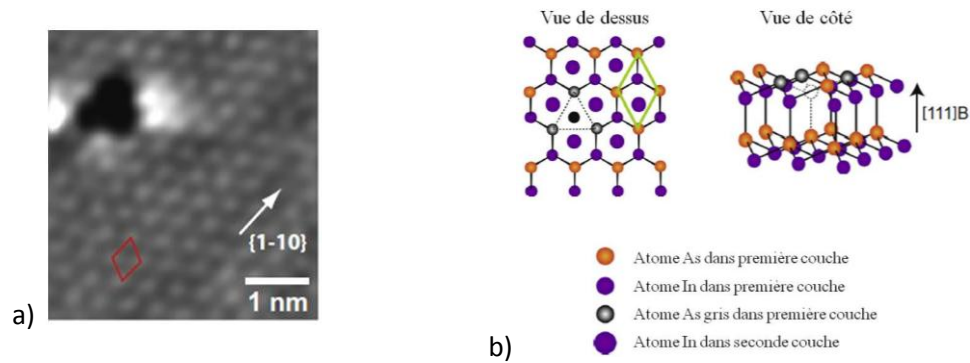 a)
{1-10}
1 nm
b)
Vue de dessus
Vue de côté
[111]B
Atome As dans première couche
Atome In dans première couche
Atome As gris dans première couche
Atome In dans seconde couche